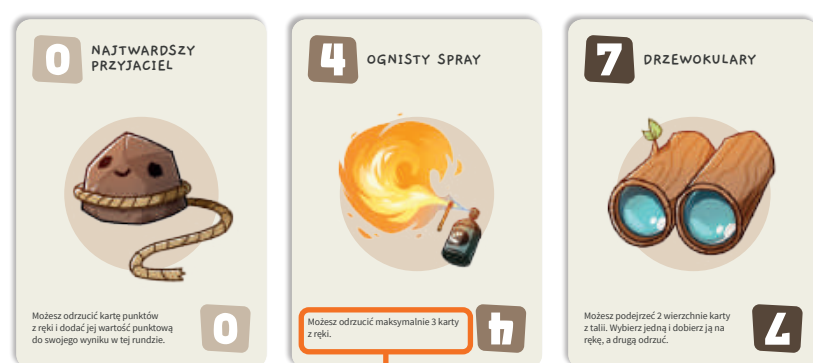 0
NAJTWARDSZY
PRZYJACIEL
Możesz odrzucić kartę punktów
z ręki i dodać jej wartość punktową
do swojego wyniku w tej rundzie.
0
4
OGNISTY SPRAY
Możesz odrzucić maksymalnie 3 karty
z ręki.
4
7
DRZEWOKULARY
Możesz podejrzeć 2 wierzchnie karty
z talii. Wybierz jedną i dobierz ją na
rękę, a drugą odrzuć.
7